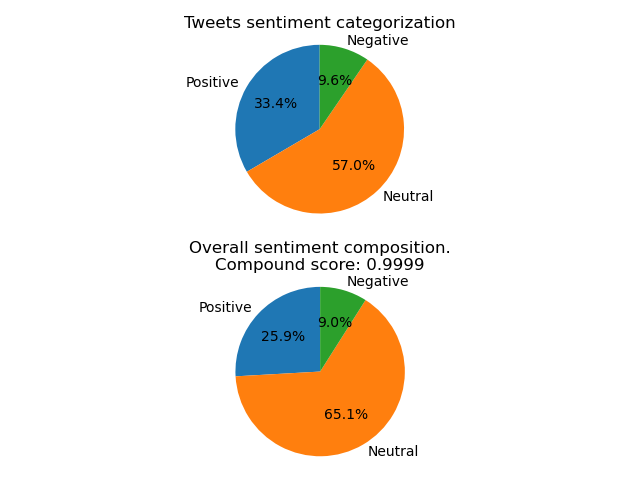 Tweets sentiment categorization
Negative
9.6%
Positive
33.4%
57.0%
Neutral
Overall sentiment composition.
Compound score: 0.9999
Negative
Positive
9.0%
25.9%
65.1%
Neutral